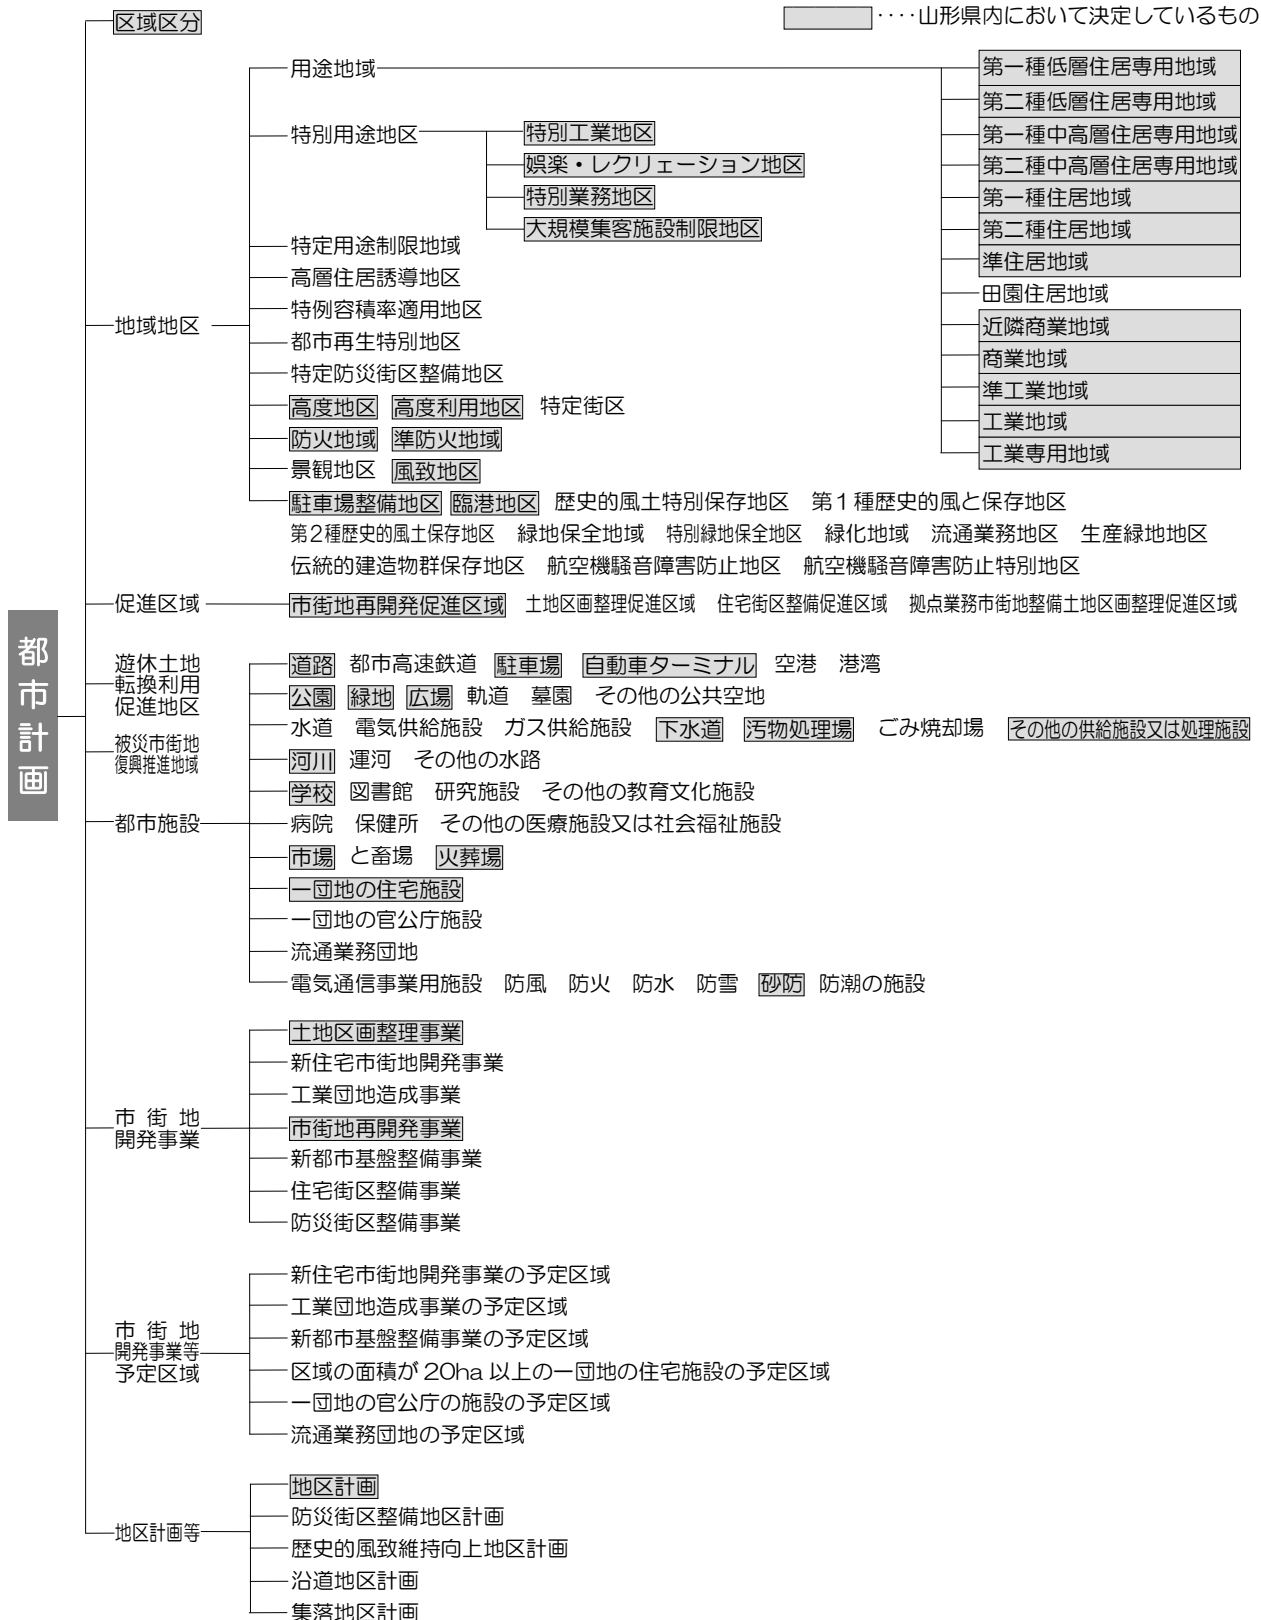 区域区分
････山形県内において決定しているもの
都市計画
地域地区
用途地域
第一種低層住居専用地域
第二種低層住居専用地域
第一種中高層住居専用地域
第二種中高層住居専用地域
第一種住居地域
第二種住居地域
準住居地域
田園住居地域
近隣商業地域
商業地域
準工業地域
工業地域
工業専用地域
特別用途地区
特別工業地区
娯楽・レクリェーション地区
特別業務地区
大規模集客施設制限地区
特定用途制限地域
高層住居誘導地区
特例容積率適用地区
都市再生特別地区
特定防災街区整備地区
高度地区 高度利用地区 特定街区
防火地域 準防火地域
景観地区 風致地区
駐車場整備地区 臨港地区 歴史的風土特別保存地区 第1種歴史的風と保存地区
第2種歴史的風土保存地区 緑地保全地域 特別緑地保全地区 緑化地域 流通業務地区 生産緑地地区
伝統的建造物群保存地区 航空機騒音障害防止地区 航空機騒音障害防止特別地区
促進区域
市街地再開発促進区域 土地区画整理促進区域 住宅街区整備促進区域 拠点業務市街地整備土地区画整理促進区域
遊休土地
転換利用
促進地区
被災市街地
復興推進地域
都市施設
道路 都市高速鉄道 駐車場 自動車ターミナル 空港 港湾
公園 緑地 広場 軌道 墓園 その他の公共空地
水道 電気供給施設 ガス供給施設 下水道 汚物処理場 ごみ焼却場 その他の供給施設又は処理施設
河川 運河 その他の水路
学校 図書館 研究施設 その他の教育文化施設
病院 保健所 その他の医療施設又は社会福祉施設
市場 と畜場 火葬場
一団地の住宅施設
一団地の官公庁施設
流通業務団地
電気通信事業用施設 防風 防火 防水 防雪 砂防 防潮の施設
市街地
開発事業
土地区画整理事業
新住宅市街地開発事業
工業団地造成事業
市街地再開発事業
新都市基盤整備事業
住宅街区整備事業
防災街区整備事業
市街地
開発事業等
予定区域
新住宅市街地開発事業の予定区域
工業団地造成事業の予定区域
新都市基盤整備事業の予定区域
区域の面積が 20ha 以上の一団地の住宅施設の予定区域
一団地の官公庁の施設の予定区域
流通業務団地の予定区域
地区計画等
地区計画
防災街区整備地区計画
歴史的風致維持向上地区計画
沿道地区計画
集落地区計画